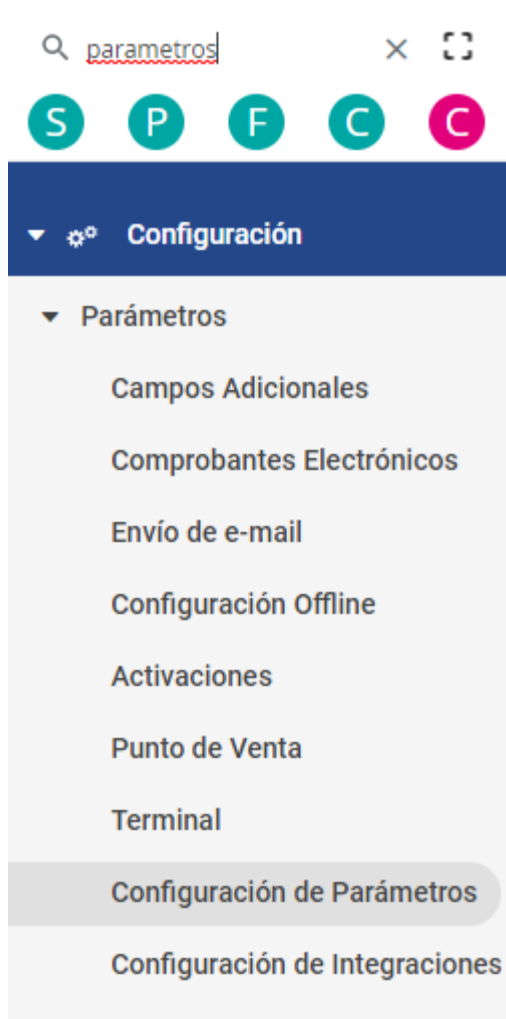 parametros
S P F C C
Configuración
Parámetros
Campos Adicionales
Comprobantes Electrónicos
Envío de e-mail
Configuración Offline
Activaciones
Punto de Venta
Terminal
Configuración de Parámetros
Configuración de Integraciones